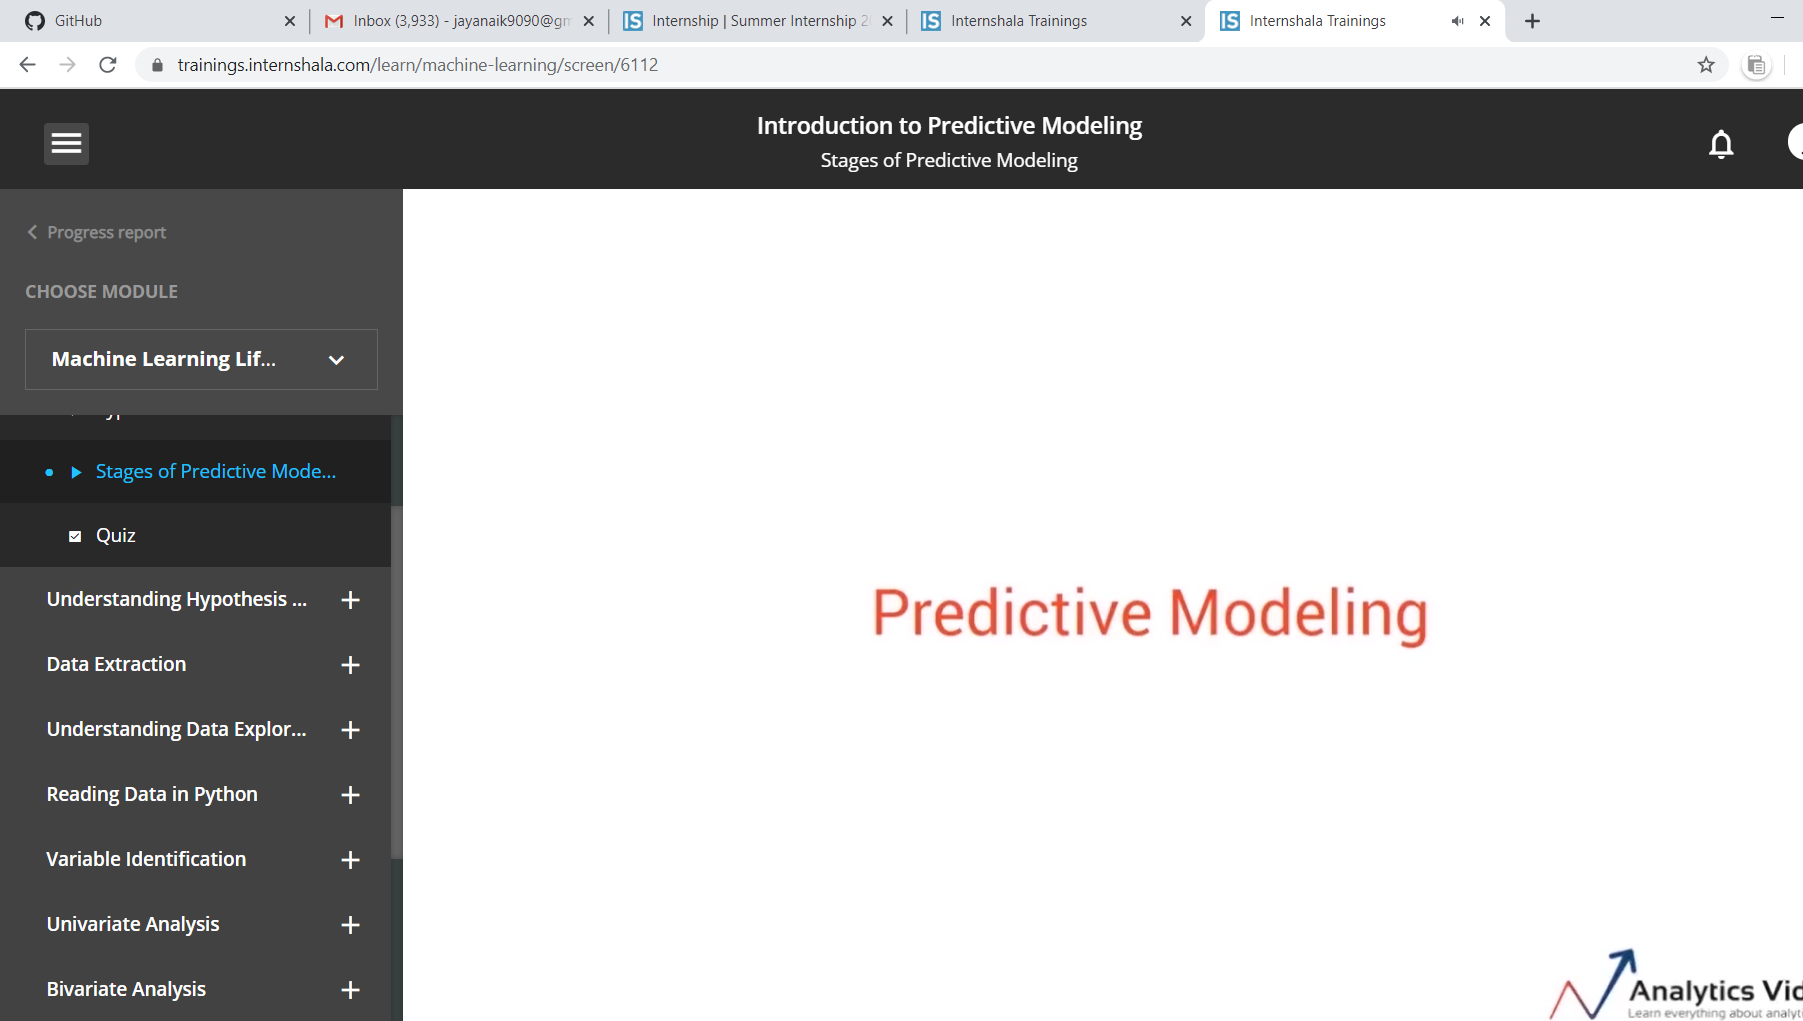 GitHub
Inbox (3,933) - jayanaik9090@gm
Internship | Summer Internship 2
Internshala Trainings
Internshala Trainings
trainings.internshala.com/learn/machine-learning/screen/6112
Introduction to Predictive Modeling
Stages of Predictive Modeling
Progress report
CHOOSE MODULE
Machine Learning Lif...
Stages of Predictive Mode...
Quiz
Understanding Hypothesis ...
Data Extraction
Understanding Data Explor...
Reading Data in Python
Variable Identification
Univariate Analysis
Bivariate Analysis
Predictive Modeling
Analytics Vid
Learn everything about analyt